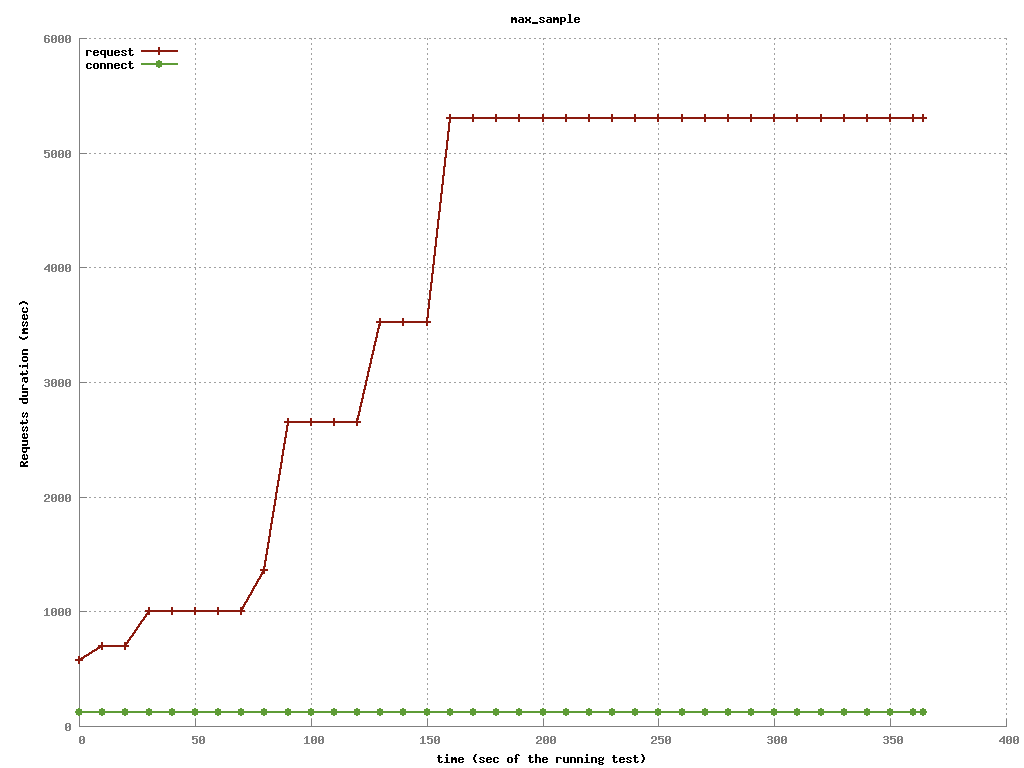 max_sample
6000
request
connect
5000
4000
Requests duration (msec)
3000
2000
1000
0
0 50 100 150 200 250 300 350 400
time (sec of the running test)